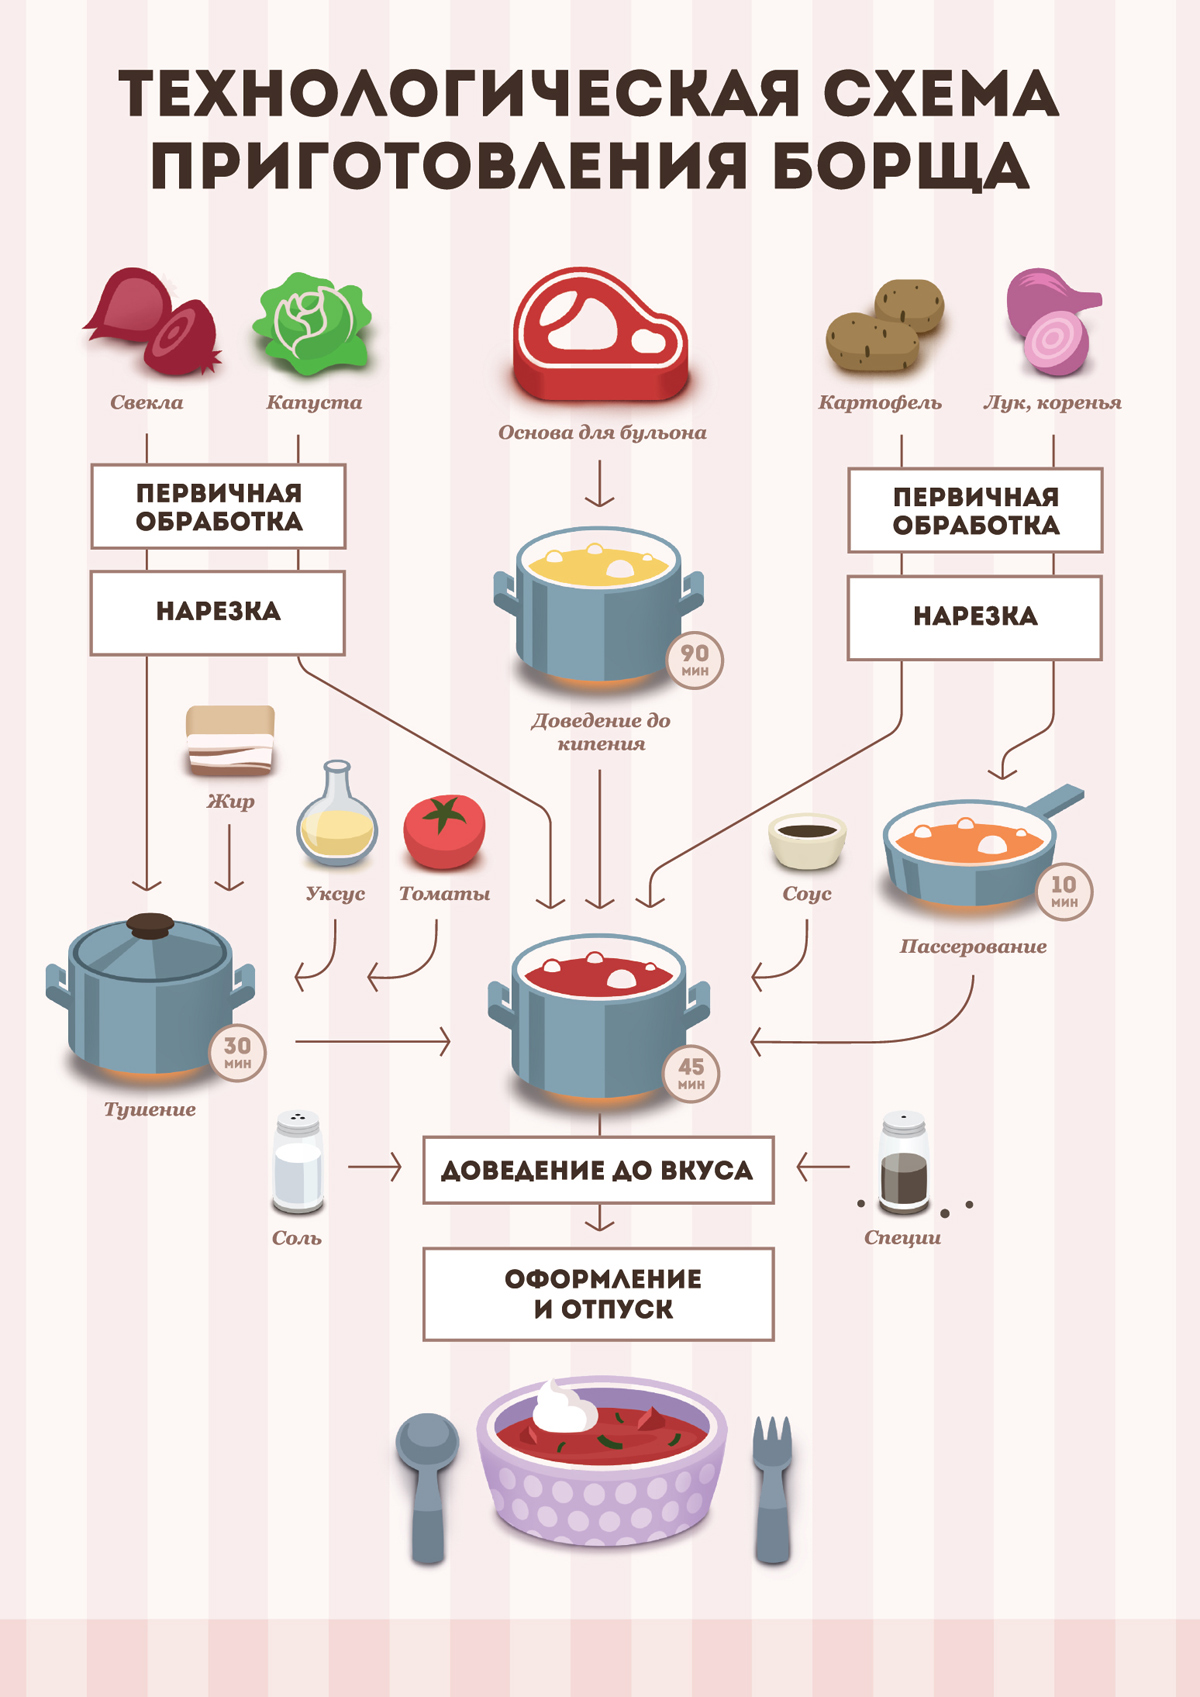 ТЕХНОЛОГИЧЕСКАЯ СХЕМА
ПРИГОТОВЛЕНИЯ БОРЩА
Свекла
Капуста
Основа для бульона
Картофель
Лук, коренья
ПЕРВИЧНАЯ
ОБРАБОТКА
ПЕРВИЧНАЯ
ОБРАБОТКА
НАРЕЗКА
НАРЕЗКА
90
МИН
Доведение до
кипения
Жир
Уксус
Томаты
Соус
10
МИН
Пассерование
30
МИН
Тушение
45
МИН
ДОВЕДЕНИЕ ДО ВКУСА
Соль
Специи
ОФОРМЛЕНИЕ
И ОТПУСК